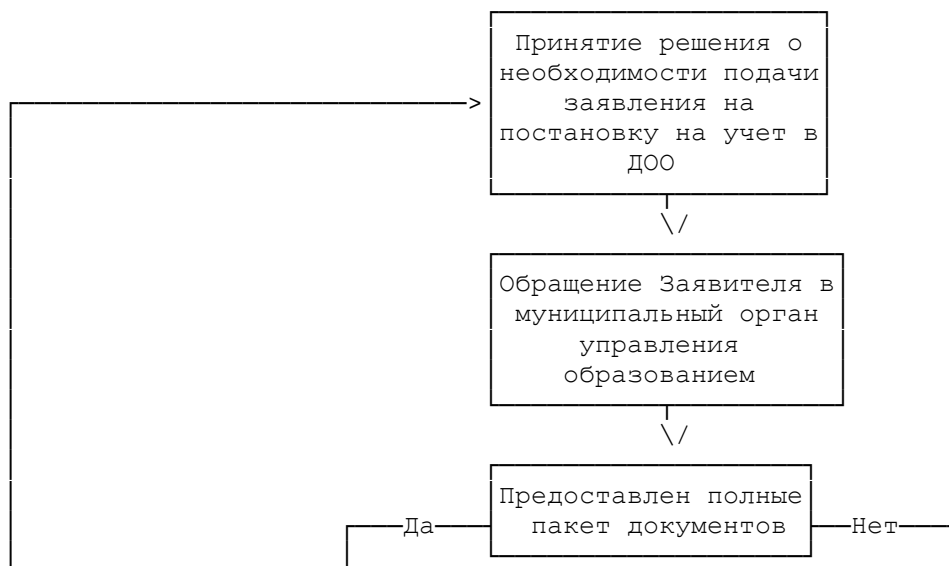 Принятие решения о
необходимости подачи
заявления на
постановку на учет в
ДОО
Обращение Заявителя в
муниципальный орган
управления
образованием
Предоставлен полные
пакет документов
Да
Нет